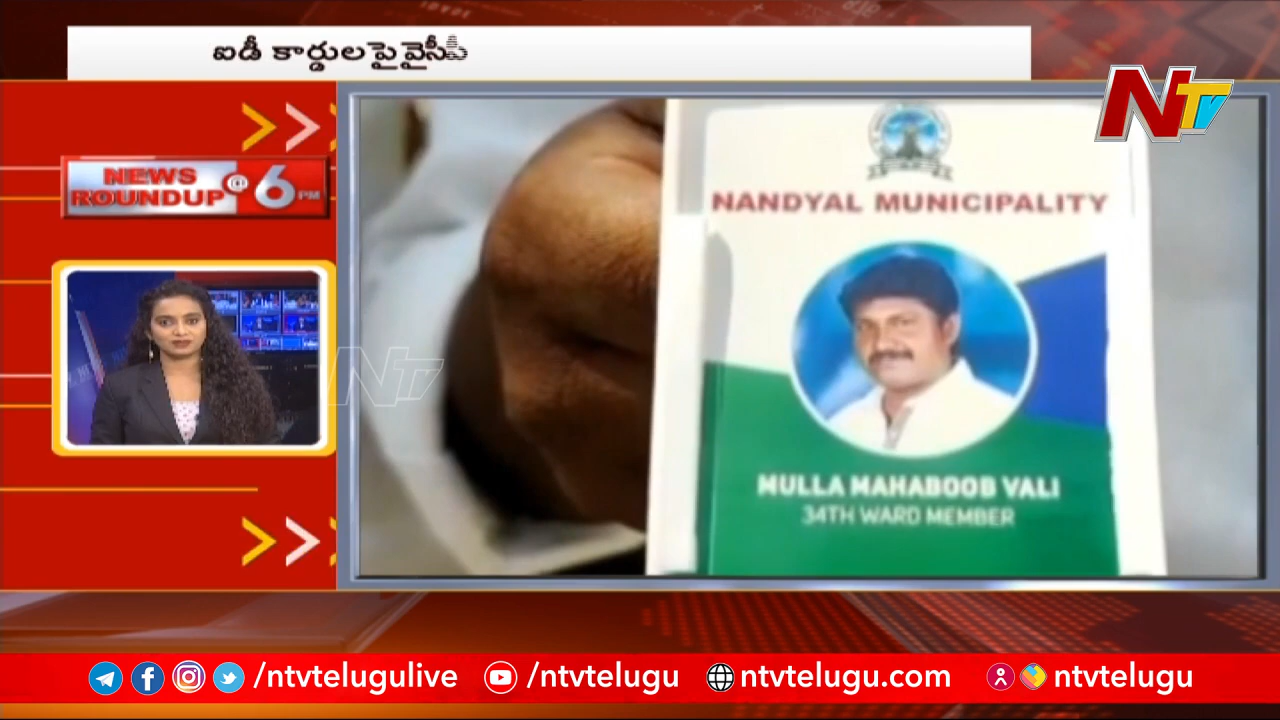 ఐడీ కార్డులపై వైసీపీ
NTV
NEWS
ROUNDUP @ 6 PM
NANDYAL MUNICIPALITY
NTV
MULLA MAHABOOB VALI
34TH WARD MEMBER
/ntvtelugulive
/ntvtelugu
ntvtelugu.com
ntvtelugu